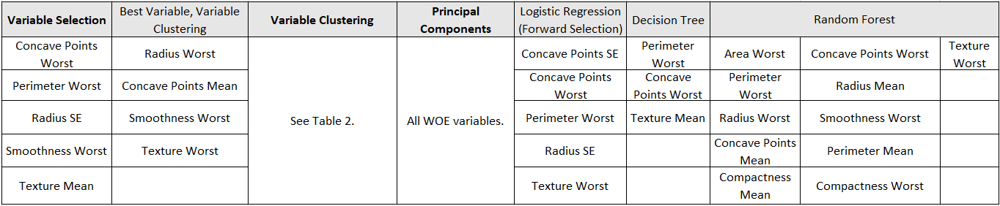 Variable Selection
Best Variable, Variable
Clustering
Variable Clustering
Principal
Components
Logistic Regression
(Forward Selection)
Decision Tree
Random Forest
Concave Points
Worst
Radius Worst
See Table 2.
All WOE variables.
Concave Points SE
Perimeter
Worst
Area Worst
Concave Points Worst
Texture
Worst
Perimeter Worst
Concave Points Mean
Concave Points
Worst
Concave
Points Worst
Perimeter
Worst
Radius Mean
Radius SE
Smoothness Worst
Perimeter Worst
Texture Mean
Radius Worst
Smoothness Worst
Smoothness Worst
Texture Worst
Radius SE
Concave Points
Mean
Perimeter Mean
Texture Mean
Texture Worst
Compactness
Mean
Compactness Worst